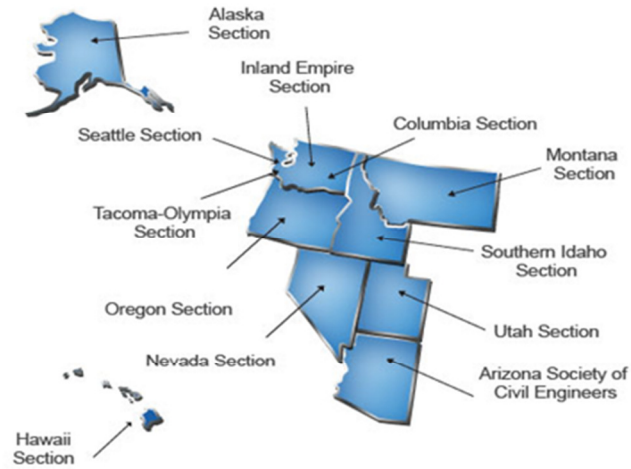 Alaska
Section
Inland Empire
Section
Columbia Section
Seattle Section
Montana
Section
Tacoma-Olympia
Section
Southern Idaho
Section
Oregon Section
Utah Section
Nevada Section
Arizona Society of
Civil Engineers
Hawaii
Section